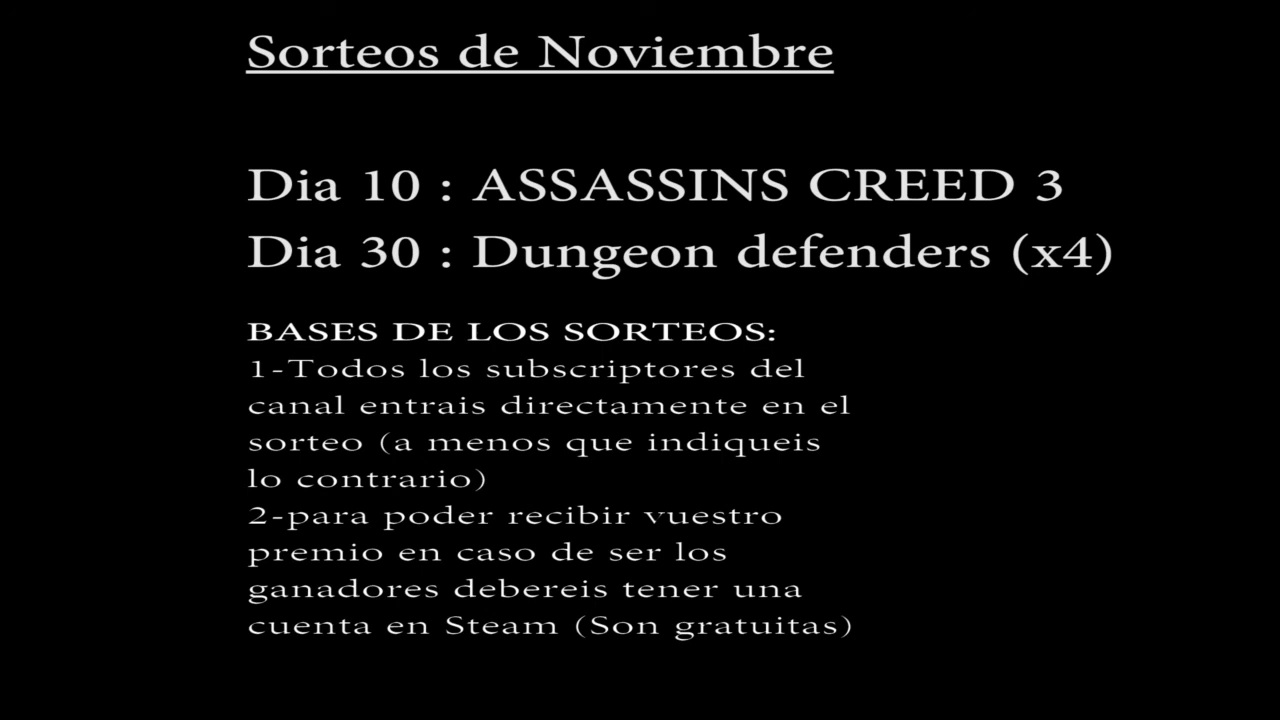 Sorteos de Noviembre
Dia 10 : ASSASSINS CREED 3
Dia 30 : Dungeon defenders (x4)
BASES DE LOS SORTEOS:
1-Todos los subscriptores del
canal entrais directamente en el
sorteo (a menos que indiqueis
lo contrario)
2-para poder recibir vuestro
premio en caso de ser los
ganadores debereis tener una
cuenta en Steam (Son gratuitas)